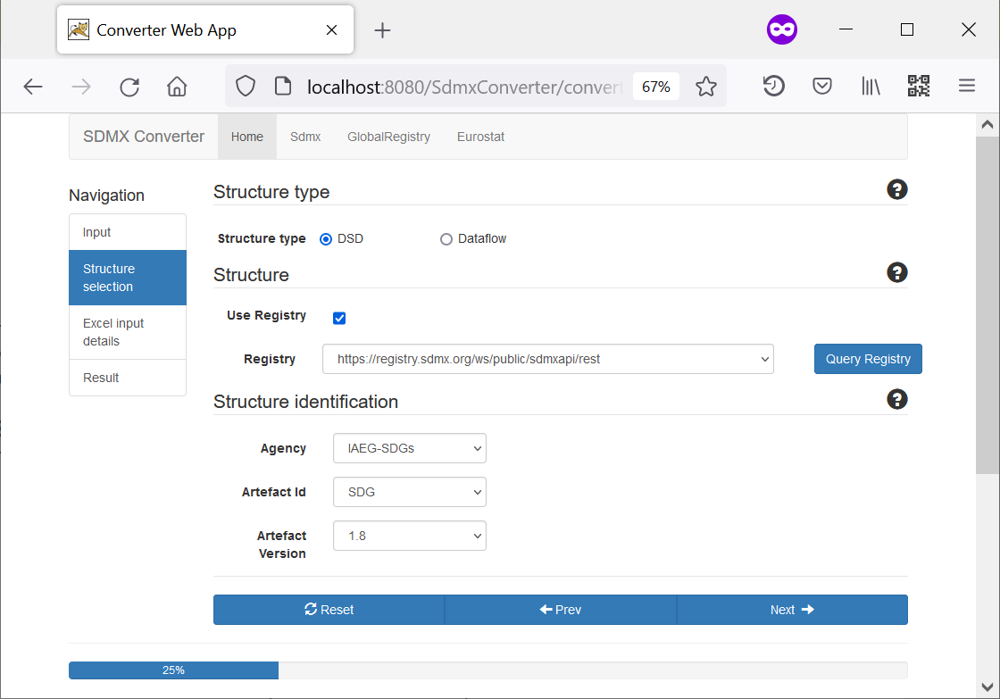 Converter Web App
localhost:8080/SdmxConverter/convert
67%
SDMX Converter
Home
Sdmx
GlobalRegistry
Eurostat
Navigation
Input
Structure
selection
Excel input
details
Result
Structure type
Structure type
DSD
Dataflow
Structure
Use Registry
Registry
https://registry.sdmx.org/ws/public/sdmxapi/rest
Query Registry
Structure identification
Agency
IAEG-SDGs
Artefact Id
SDG
Artefact
Version
1.8
Reset
Prev
Next
25%